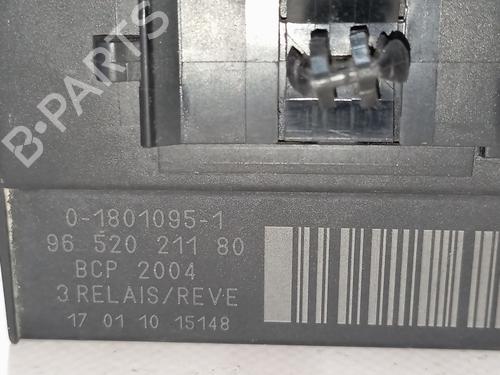 B-PARTS
0-1801095-1
96 520 211 80
BCP 2004
3 RELAIS/REVE
17 01 10 15148